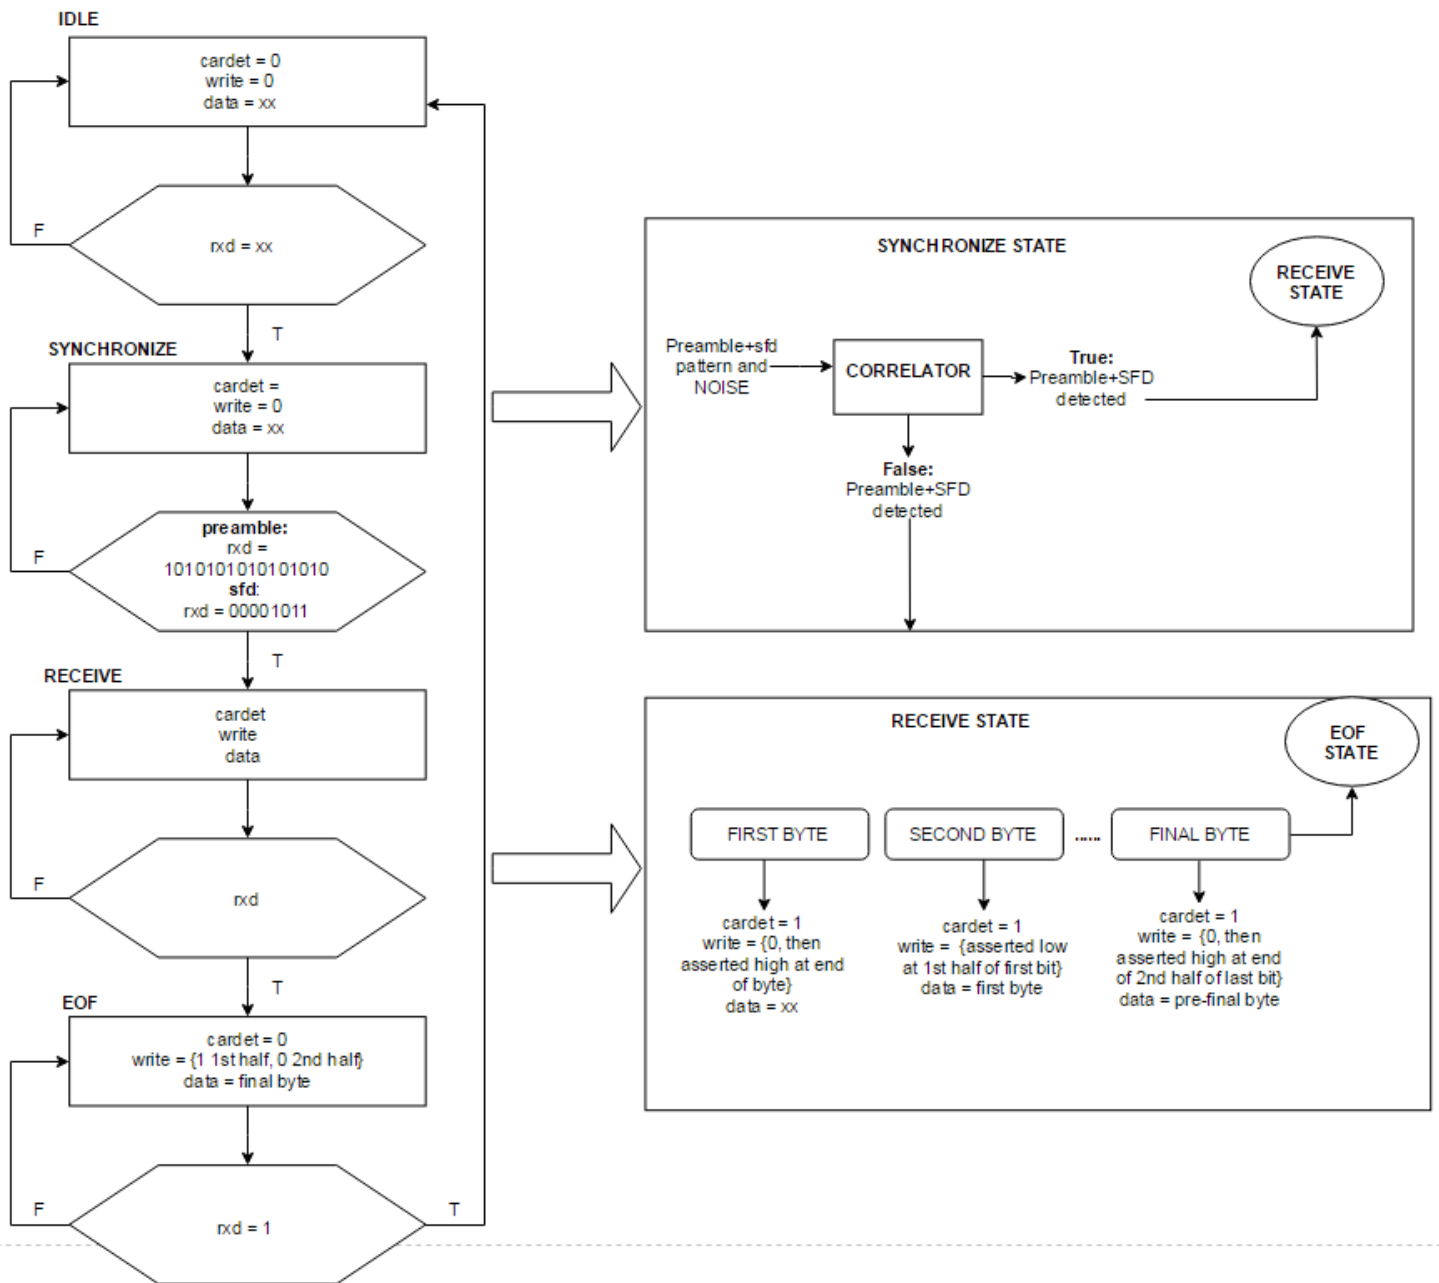 IDLE
cardet = 0
write = 0
data = xx
F
rxd = xx
T
SYNCHRONIZE
cardet =
write = 0
data = xx
F
preamble:
rxd =
1010101010101010
sfd:
rxd = 00001011
T
RECEIVE
cardet
write
data
F
rxd
T
EOF
cardet = 0
write = {1 1st half, 0 2nd half}
data = final byte
F
rxd = 1
T
SYNCHRONIZE STATE
RECEIVE
STATE
Preamble+sfd
pattern and
NOISE
CORRELATOR
True:
Preamble+SFD
detected
False:
Preamble+SFD
detected
RECEIVE STATE
EOF
STATE
FIRST BYTE
SECOND BYTE
......
FINAL BYTE
cardet = 1
write = {0, then
asserted high at end
of byte}
data = xx
cardet = 1
write = {asserted low
at 1st half of first bit}
data = first byte
cardet = 1
write = {0, then
asserted high at end
of 2nd half of last bit}
data = pre-final byte